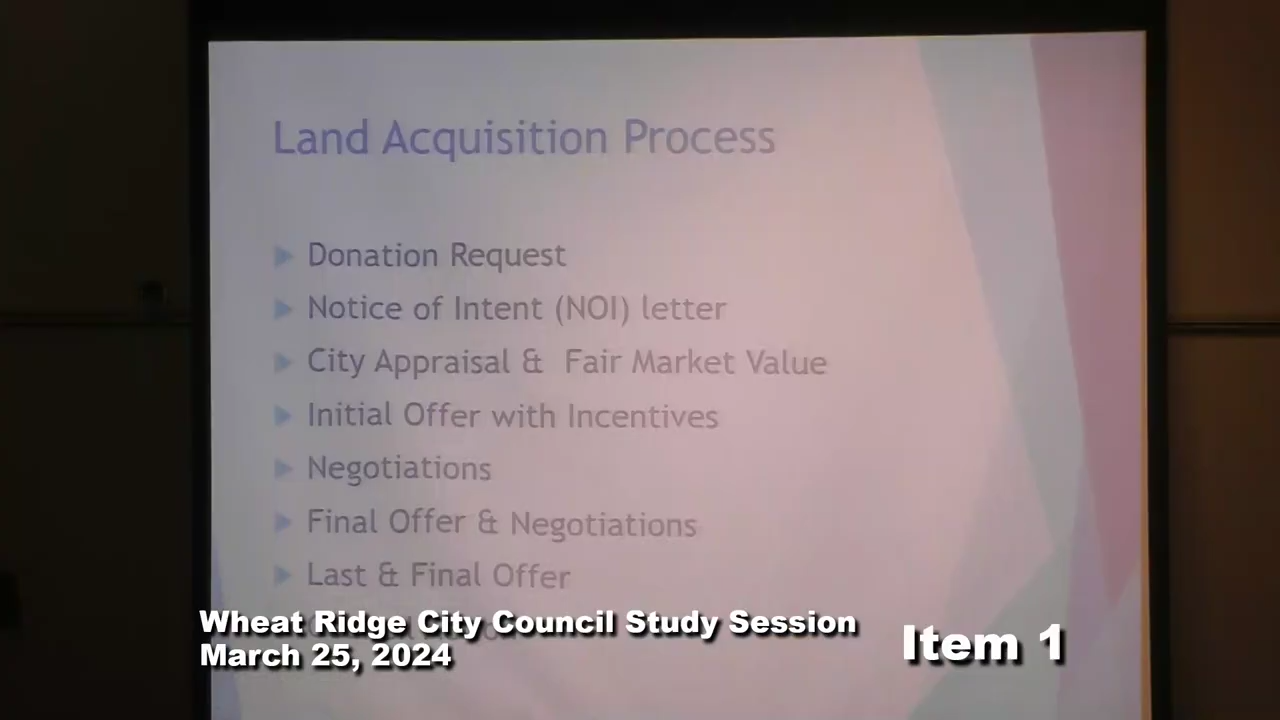 Land Acquisition Process
Donation Request
Notice of Intent (NOI) letter
City Appraisal & Fair Market Value
Initial Offer with Incentives
Negotiations
Final Offer & Negotiations
Last & Final Offer
Wheat Ridge City Council Study Session
March 25, 2024
Item 1